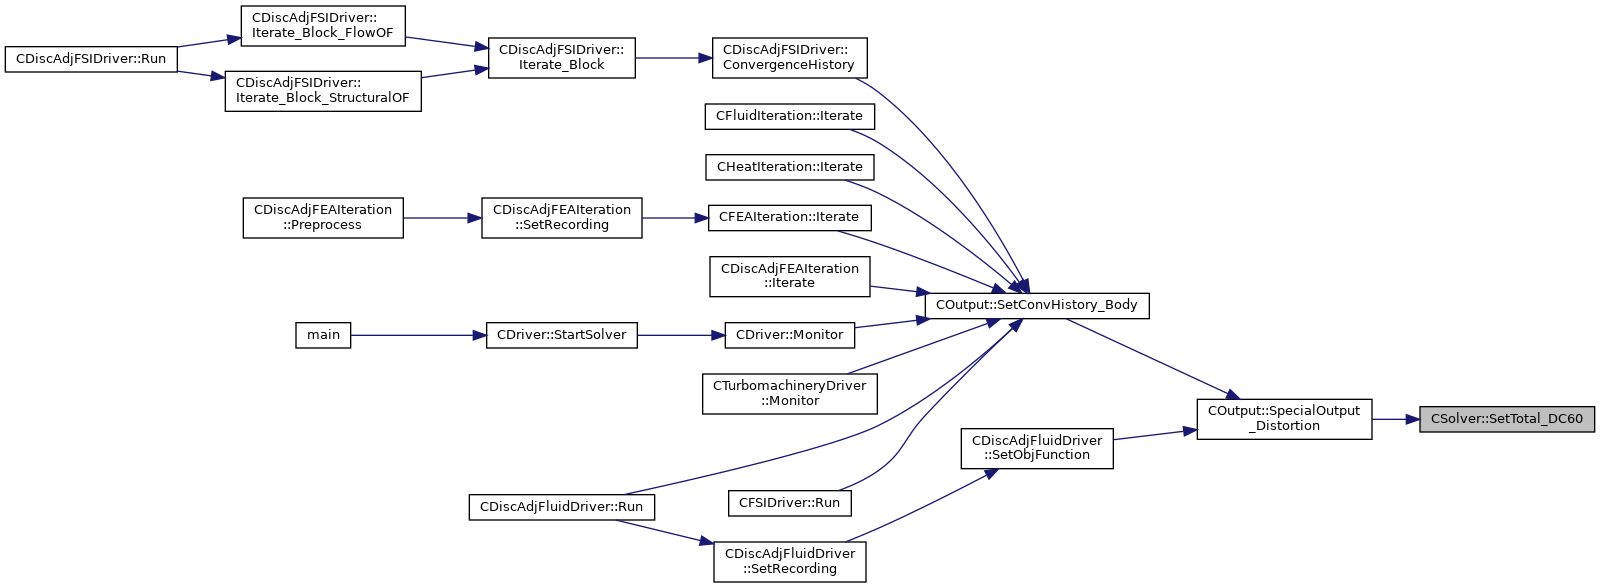 CDiscAdjFSIDriver::Run
CDiscAdjFSIDriver::
Iterate_Block_FlowOF
CDiscAdjFSIDriver::
Iterate_Block_StructuralOF
CDiscAdjFSIDriver::
Iterate_Block
CDiscAdjFSIDriver::
ConvergenceHistory
CFluidIteration::Iterate
CHeatIteration::Iterate
CDiscAdjFEAIteration
::Preprocess
CDiscAdjFEAIteration
::SetRecording
CFEAIteration::Iterate
CDiscAdjFEAIteration
::Iterate
COutput::SetConvHistory_Body
main
CDriver::StartSolver
CDriver::Monitor
CTurbomachineryDriver
::Monitor
COutput::SpecialOutput
_Distortion
CSolver::SetTotal_DC60
CDiscAdjFluidDriver
::SetObjFunction
CDiscAdjFluidDriver::Run
CFSIDriver::Run
CDiscAdjFluidDriver
::SetRecording